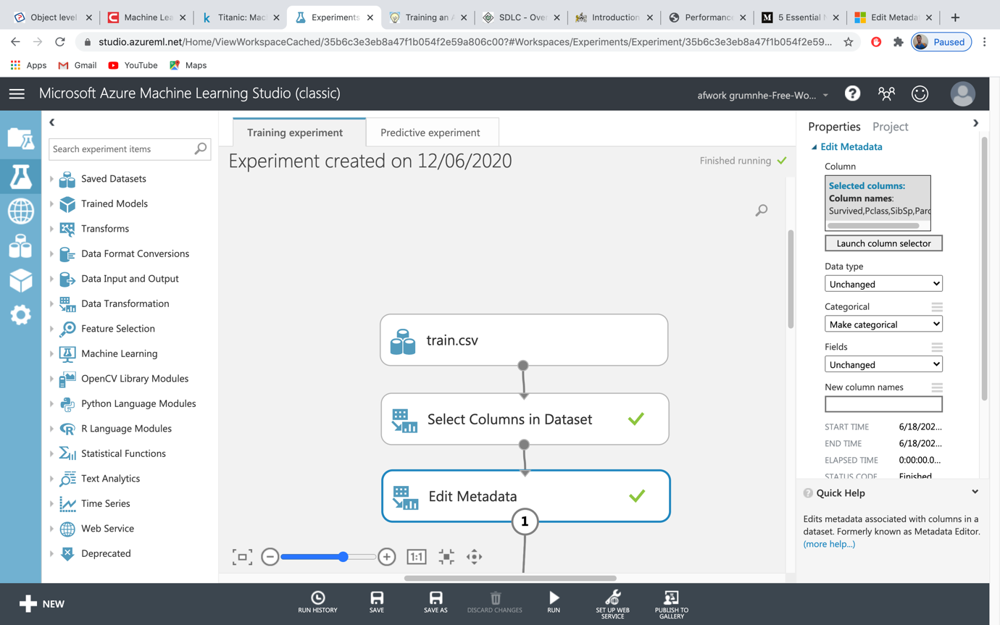 Object level
Machine Lea
Titanic: Mac
Experiments
Training an A
SDLC - Over
Introduction
Performance
5 Essential
Edit Metadat
studio.azureml.net/Home/ViewWorkspaceCached/35b6c3e3eb8a47f1b054f2e59a806c00?#Workspaces/Experiments/Experiment/35b6c3e3eb8a47f1b054f2e59...
Paused
Apps
Gmail
YouTube
Maps
Microsoft Azure Machine Learning Studio (classic)
afwork grumnhe-Free-Wo...
Search experiment items
Saved Datasets
Trained Models
Transforms
Data Format Conversions
Data Input and Output
Data Transformation
Feature Selection
Machine Learning
OpenCV Library Modules
Python Language Modules
R Language Modules
Statistical Functions
Text Analytics
Time Series
Web Service
Deprecated
Training experiment
Predictive experiment
Experiment created on 12/06/2020
Finished running
train.csv
Select Columns in Dataset
Edit Metadata
1
1:1
Properties
Project
Edit Metadata
Column
Selected columns:
Column names:
Survived,Pclass,SibSp,Parc
Launch column selector
Data type
Unchanged
Categorical
Make categorical
Fields
Unchanged
New column names
START TIME 6/18/202...
END TIME 6/18/202...
ELAPSED TIME 0:00:00.0...
STATUS CODE Finished
Quick Help
Edits metadata associated with columns in a
dataset. Formerly known as Metadata Editor.
(more help...)
NEW
RUN HISTORY
SAVE
SAVE AS
DISCARD CHANGES
RUN
SET UP WEB
SERVICE
PUBLISH TO
GALLERY